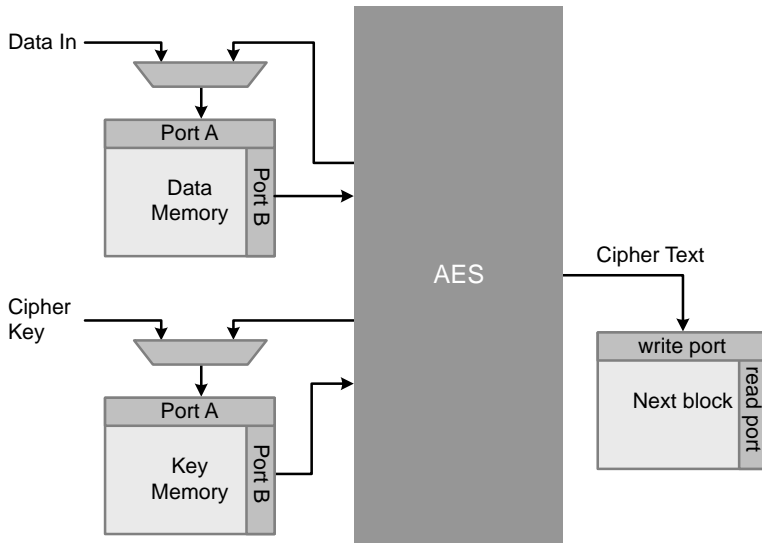 Data In
Port A
Data
Memory
Port B
AES
Cipher Text
Cipher
Key
write port
Next block
read port
Port A
Key
Memory
Port B